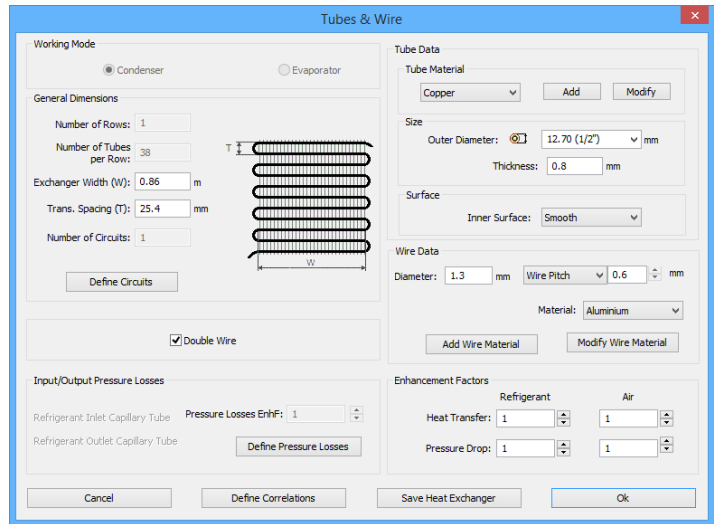 Tubes & Wire
Working Mode
Condenser
Evaporator
General Dimensions
Number of Rows: 1
Number of Tubes
per Row: 38
Exchanger Width (W): 0.86 m
Trans. Spacing (T): 25.4 mm
Number of Circuits: 1
Define Circuits
T
W
Double Wire
Input/Output Pressure Losses
Refrigerant Inlet Capillary Tube
Pressure Losses EnhF: 1
Refrigerant Outlet Capillary Tube
Define Pressure Losses
Tube Data
Tube Material
Copper
Add
Modify
Size
Outer Diameter: 12.70 (1/2") mm
Thickness: 0.8 mm
Surface
Inner Surface: Smooth
Wire Data
Diameter: 1.3 mm Wire Pitch 0.6 mm
Material: Aluminium
Add Wire Material
Modify Wire Material
Enhancement Factors
Refrigerant Air
Heat Transfer: 1 1
Pressure Drop: 1 1
Cancel
Define Correlations
Save Heat Exchanger
Ok